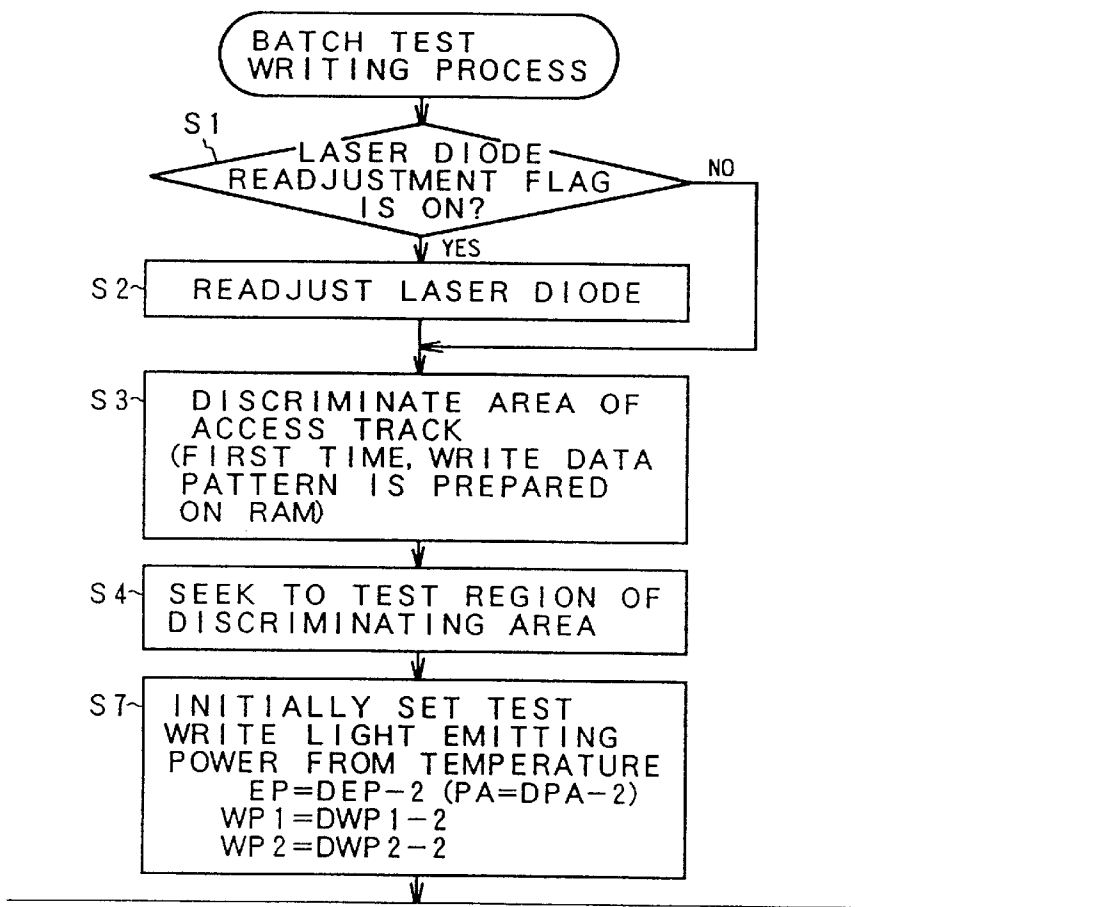 BATCH TEST
WRITING PROCESS
S1
LASER DIODE
READJUSTMENT FLAG
IS ON?
NO
YES
S2
READJUST LASER DIODE
S3
DISCRIMINATE AREA OF
ACCESS TRACK
(FIRST TIME, WRITE DATA
PATTERN IS PREPARED
ON RAM)
S4
SEEK TO TEST REGION OF
DISCRIMINATING AREA
S7
INITIALLY SET TEST
WRITE LIGHT EMITTING
POWER FROM TEMPERATURE
EP=DEP-2 (PA=DPA-2)
WP1=DWP1-2
WP2=DWP2-2